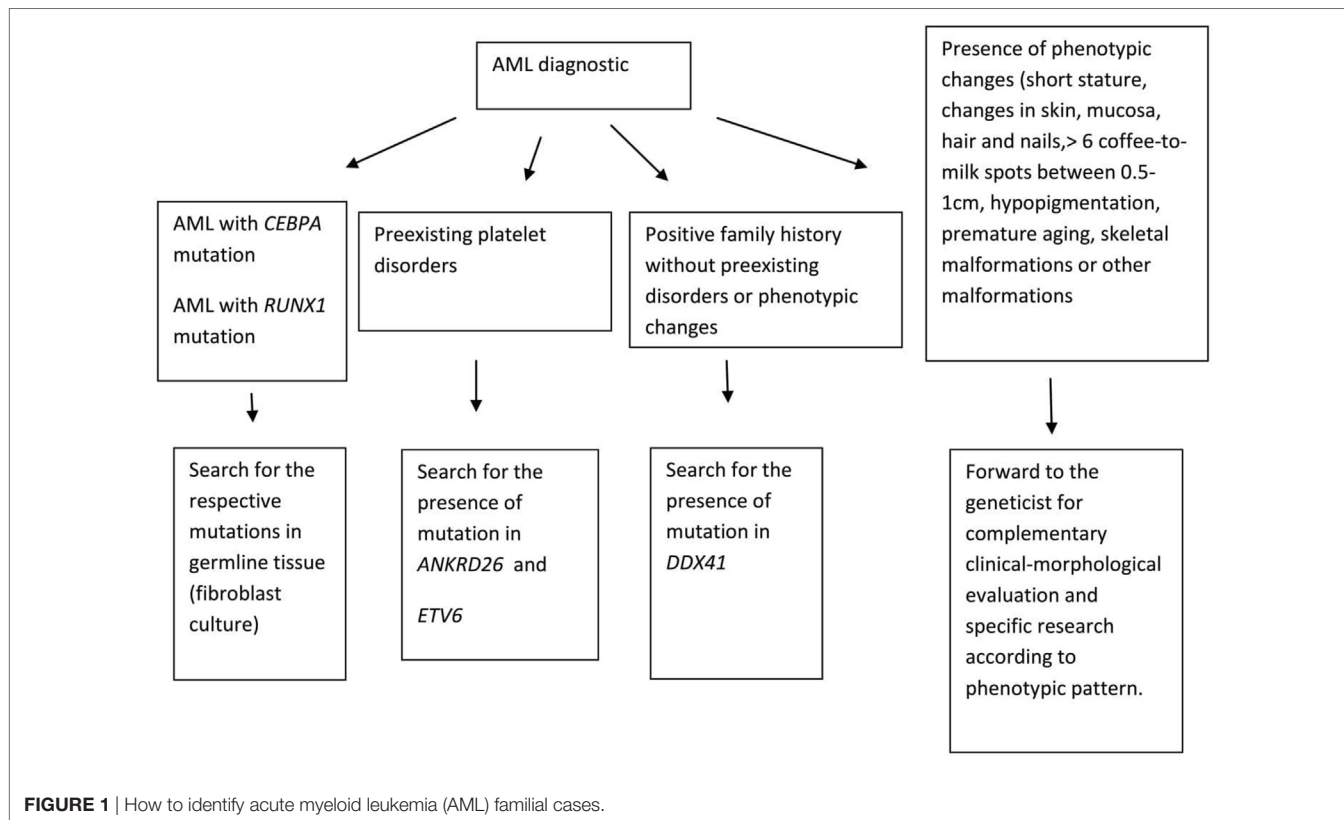 AML diagnostic
Presence of phenotypic
changes (short stature,
changes in skin, mucosa,
hair and nails,> 6 coffee-to-
milk spots between 0.5-
1cm, hypopigmentation,
premature aging, skeletal
malformations or other
malformations
AML with CEBPA
mutation
AML with RUNX1
mutation
Preexisting platelet
disorders
Positive family history
without preexisting
disorders or phenotypic
changes
Search for the
respective
mutations in
germline tissue
(fibroblast
culture)
Search for the
presence of
mutation in
ANKRD26 and
ETV6
Search for the
presence of
mutation in
DDX41
Forward to the
geneticist for
complementary
clinical-morphological
evaluation and
specific research
according to
phenotypic pattern.
FIGURE 1 | How to identify acute myeloid leukemia (AML) familial cases.